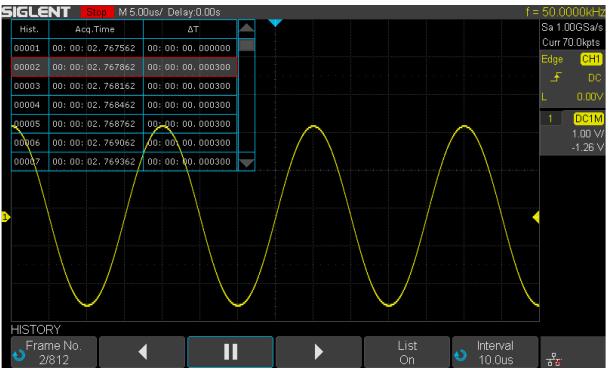 SIGLENT Stop M 5.00us/ Delay:0.00s f = 50.0000kHz
Sa 1.00GSa/s
Curr 70.0kpts
Edge CH1
DC
L 0.00V
1 DC1M
1.00 V/
-1.26 V
Hist. Acq.Time ΔT
00001 00: 00: 02. 767562 00: 00: 00. 000000
00002 00: 00: 02. 767862 00: 00: 00. 000300
00003 00: 00: 02. 768162 00: 00: 00. 000300
00004 00: 00: 02. 768462 00: 00: 00. 000300
00005 00: 00: 02. 768762 00: 00: 00. 000300
00006 00: 00: 02. 769062 00: 00: 00. 000300
00007 00: 00: 02. 769362 00: 00: 00. 000300
1
HISTORY
Frame No.
2/812
List
On
Interval
10.0us